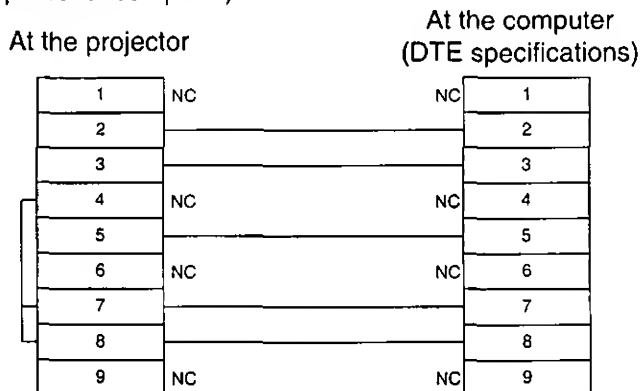 At the projector
At the computer
(DTE specifications)
1 NC NC 1
2 2
3 3
4 NC NC 4
5 5
6 NC NC 6
7 7
8 8
9 NC NC 9